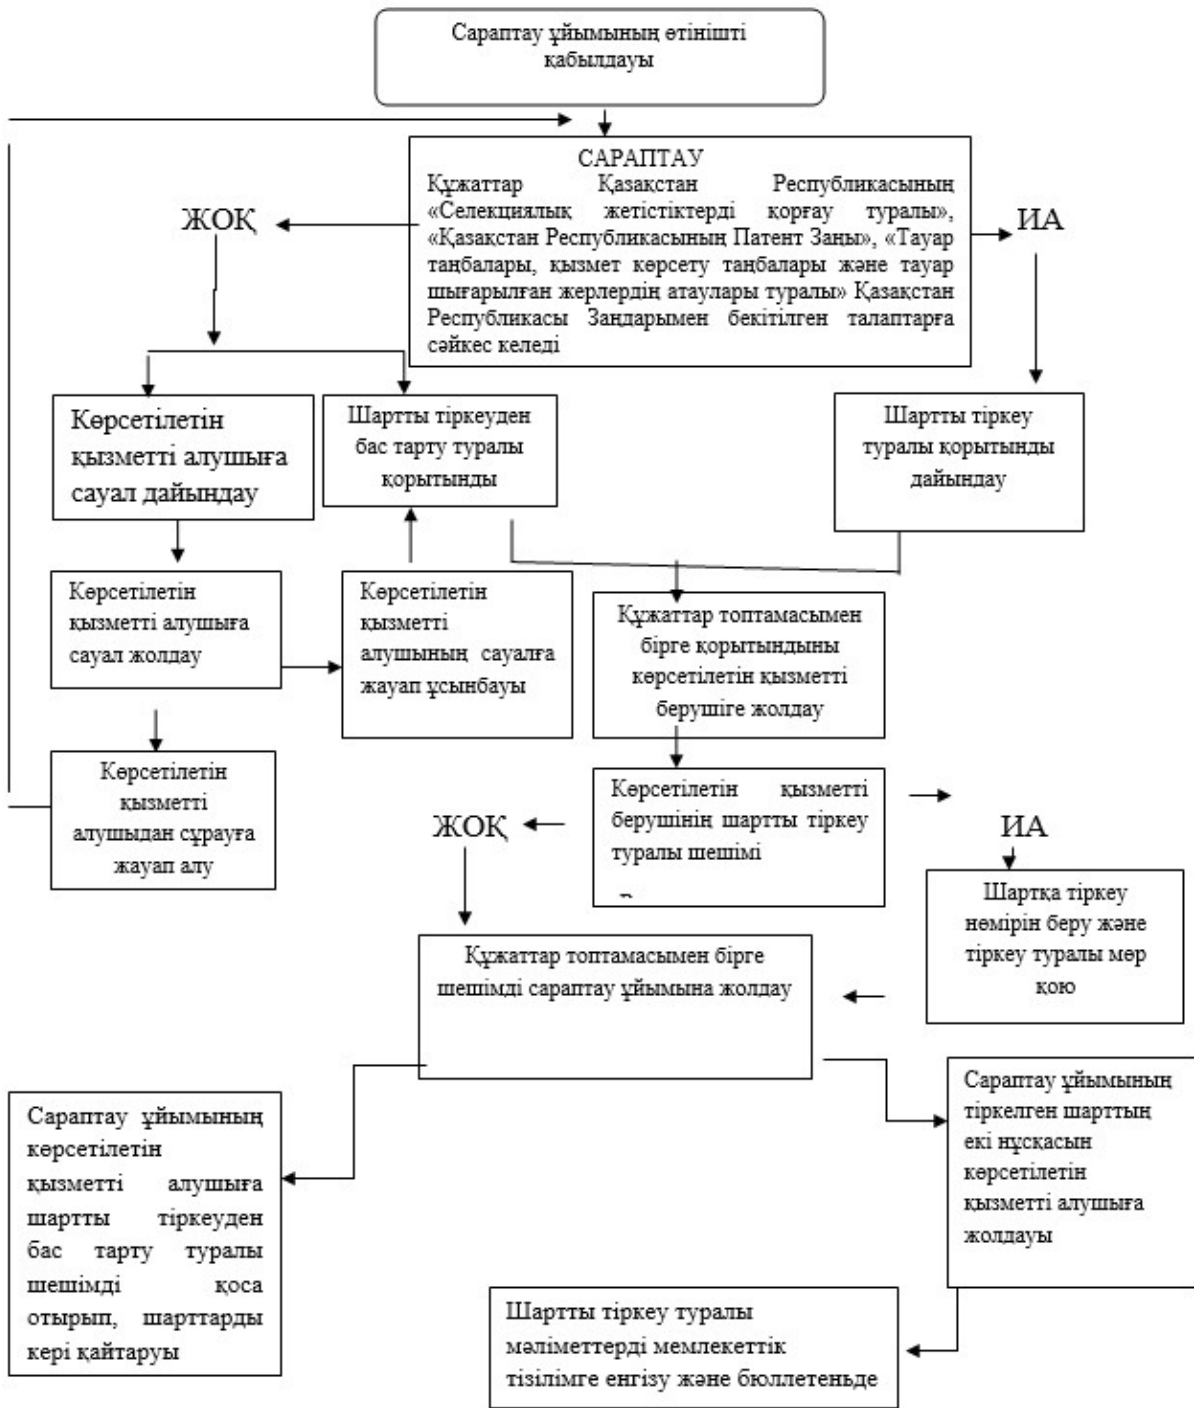 Сараптау ұйымының өтінішті
қабылдауы
САРАПТАУ
Құжаттар Қазақстан Республикасының
«Селекциялық жетістіктерді қорғау туралы»,
«Қазақстан Республикасының Патент Заңы», «Тауар
таңбалары, қызмет көрсету таңбалары және тауар
шығарылған жерлердің атаулары туралы» Қазақстан
Республикасы Заңдарымен бекітілген талаптарға
сәйкес келеді
ЖОҚ
ИА
Көрсетілетін
қызметті алушыға
сауал дайындау
Шартты тіркеуден
бас тарту туралы
қорытынды
Шартты тіркеу
туралы қорытынды
дайындау
Көрсетілетін
қызметті алушыға
сауал жолдау
Көрсетілетін
қызметті
алушының сауалға
жауап ұсынбауы
Құжаттар топтамасымен
бірге қорытындыны
көрсетілетін қызметті
берушіге жолдау
Көрсетілетін
қызметті
алушыдан сұрауға
жауап алу
Көрсетілетін қызметті
берушінің шартты тіркеу
туралы шешімі
ЖОҚ
ИА
Шартқа тіркеу
нөмірін беру және
тіркеу туралы мөр
қою
Құжаттар топтамасымен бірге
шешімді сараптау ұйымына жолдау
Сараптау ұйымының
көрсетілетін
қызметті алушыға
шартты тіркеуден
бас тарту туралы
шешімді қоса
отырып, шарттарды
кері қайтаруы
Сараптау ұйымының
тіркелген шарттың
екі нұсқасын
көрсетілетін
қызметті алушыға
жолдауы
Шартты тіркеу туралы
мәліметтерді мемлекеттік
тізілімге енгізу және бюллетеньде